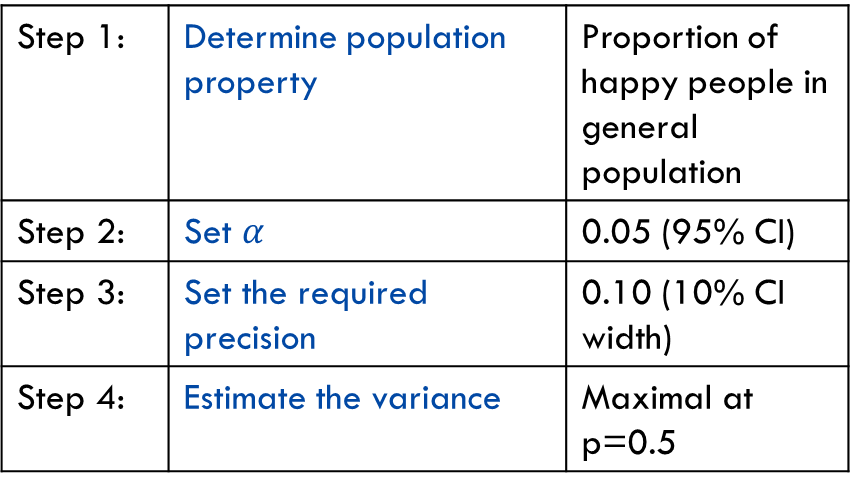 Step 1:
Determine population
property
Proportion of
happy people in
general
population
Step 2:
Set α
0.05 (95% CI)
Step 3:
Set the required
precision
0.10 (10% CI
width)
Step 4:
Estimate the variance
Maximal at
p=0.5